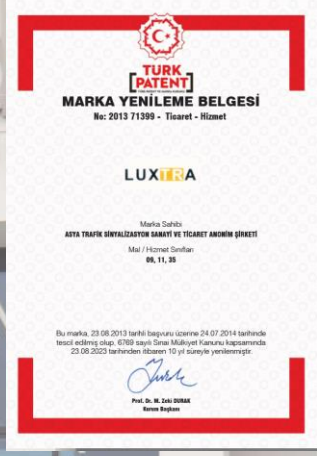 TÜRK
PATENT
MARKA YENİLEME BELGESİ
No: 2013 71399 - Ticaret - Hizmet
LUXTRA
Marka Sahibi
ASYA TRAFİK SİNYALİZASYON SANAYİ VE TİCARET ANONİM ŞİRKETİ
Mal / Hizmet Sınıfları
09, 11, 35
Bu marka, 23.08.2013 tarihli başvuru üzerine 24.07.2014 tarihinde
tescil edilmiş olup, 6769 sayılı Sınai Mülkiyet Kanunu kapsamında
23.08.2023 tarihinden itibaren 10 yıl süreyle yenilenmiştir.
Prof. Dr. M. Zeki DURAK
Kurum Başkanı